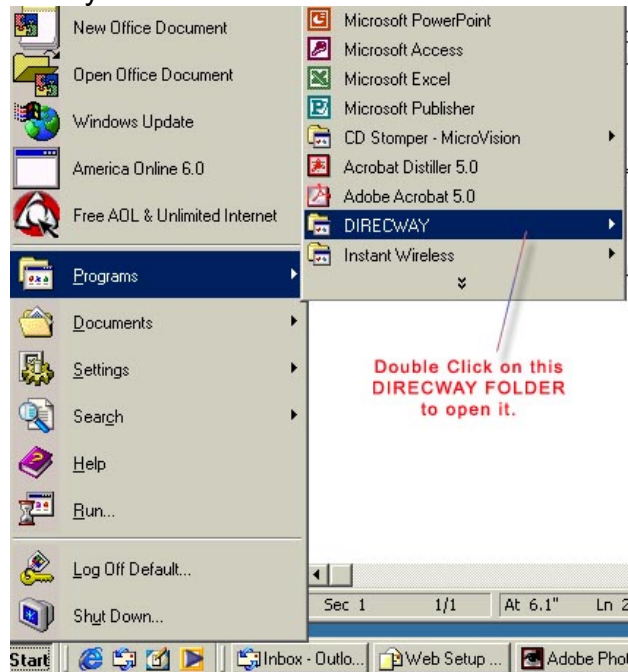 New Office Document
Open Office Document
Windows Update
America Online 6.0
Free AOL & Unlimited Internet
Programs
Documents
Settings
Search
Help
Run...
Log Off Default...
Shut Down...
Microsoft PowerPoint
Microsoft Access
Microsoft Excel
Microsoft Publisher
CD Stomper - MicroVision
Acrobat Distiller 5.0
Adobe Acrobat 5.0
DIRECWAY
Instant Wireless
Double Click on this
DIRECWAY FOLDER
to open it.
Sec 1 1/1 At 6.1" Ln 2
Start Inbox - Outlo... Web Setup ... Adobe Phot